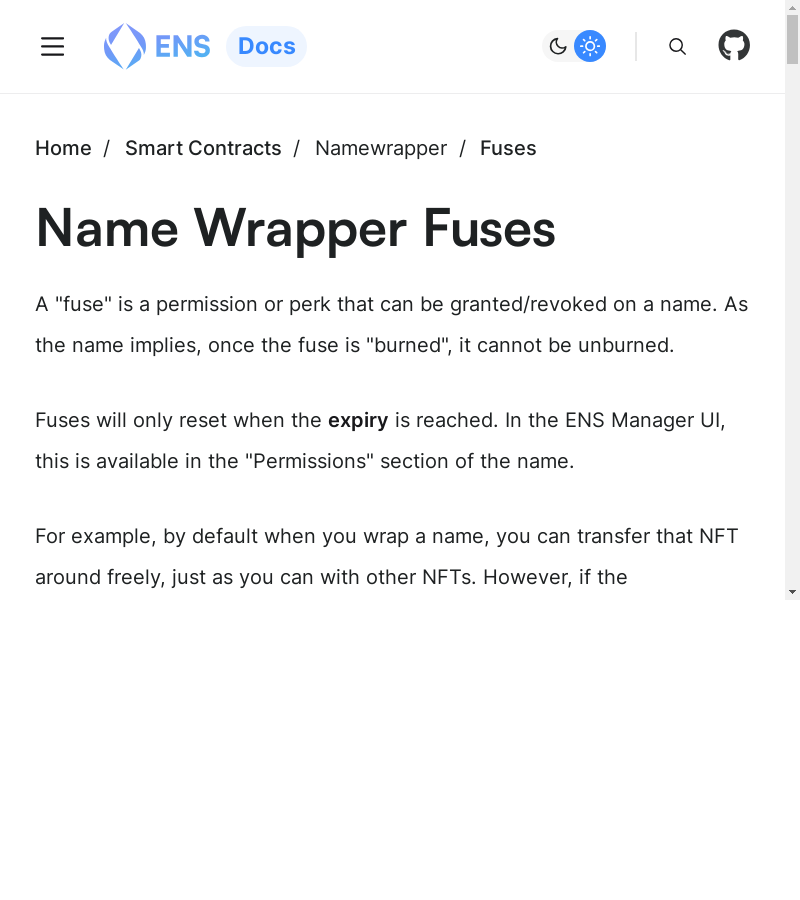 ENS Docs
Home / Smart Contracts / Namewrapper / Fuses
Name Wrapper Fuses
A "fuse" is a permission or perk that can be granted/revoked on a name. As
the name implies, once the fuse is "burned", it cannot be unburned.
Fuses will only reset when the expiry is reached. In the ENS Manager UI,
this is available in the "Permissions" section of the name.
For example, by default when you wrap a name, you can transfer that NFT
around freely, just as you can with other NFTs. However, if the